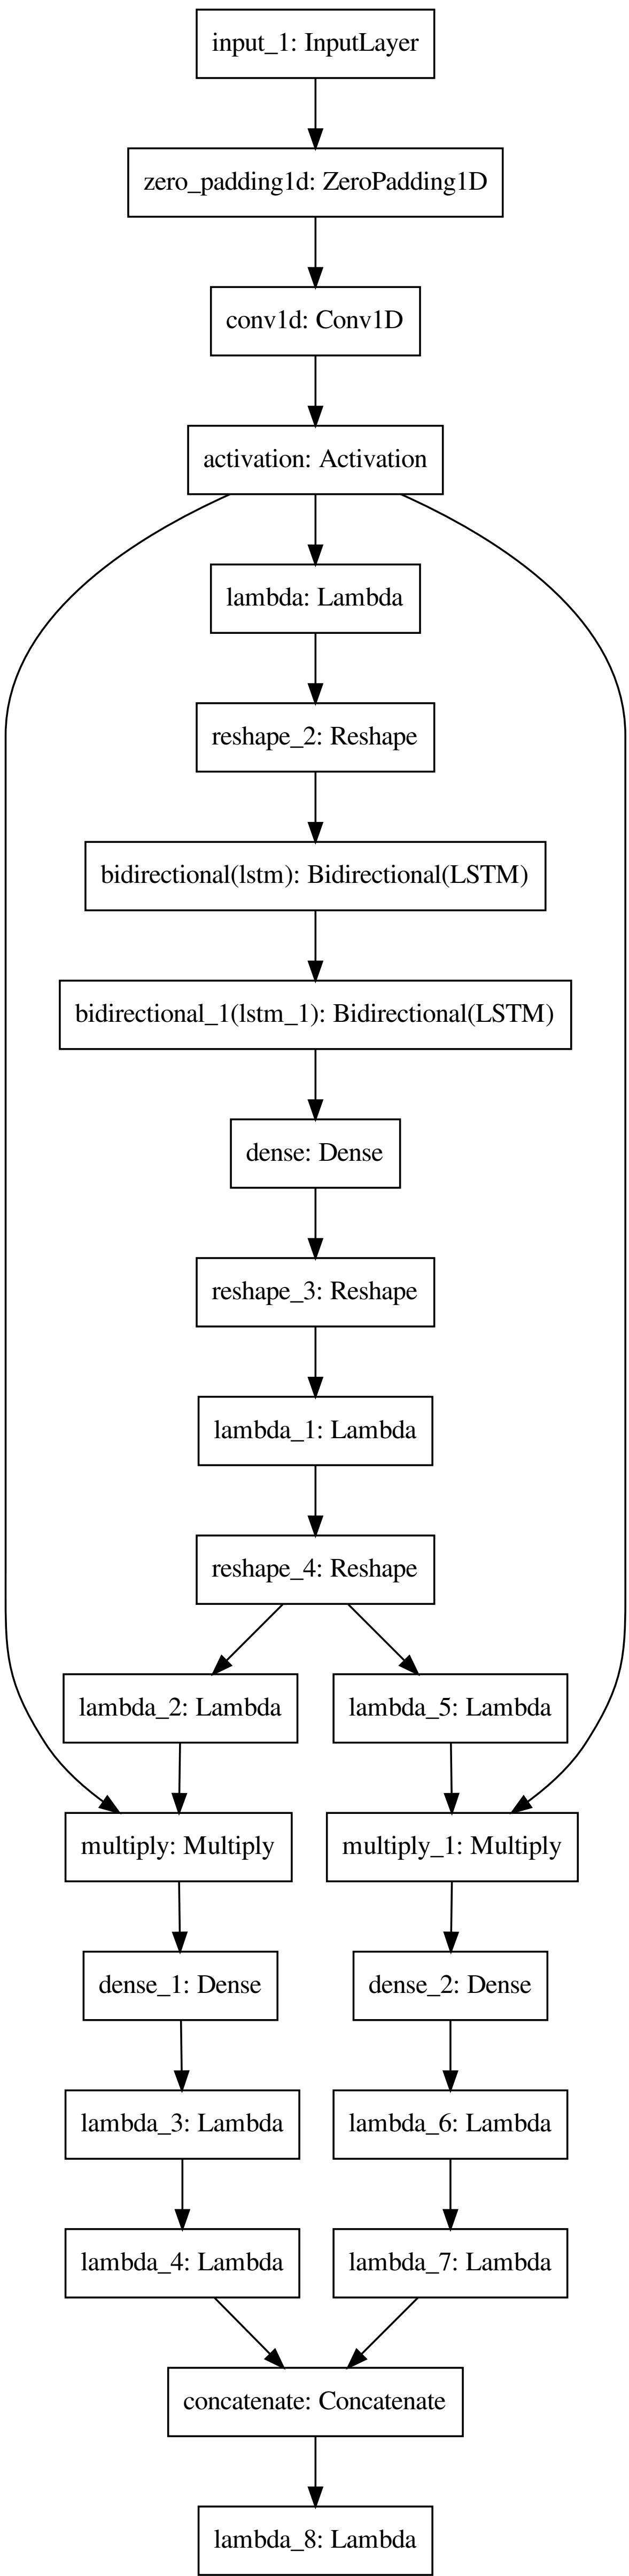 input_1: InputLayer
zero_padding1d: ZeroPadding1D
conv1d: Conv1D
activation: Activation
lambda: Lambda
reshape_2: Reshape
bidirectional(lstm): Bidirectional(LSTM)
bidirectional_1(lstm_1): Bidirectional(LSTM)
dense: Dense
reshape_3: Reshape
lambda_1: Lambda
reshape_4: Reshape
lambda_2: Lambda
lambda_5: Lambda
multiply: Multiply
multiply_1: Multiply
dense_1: Dense
dense_2: Dense
lambda_3: Lambda
lambda_6: Lambda
lambda_4: Lambda
lambda_7: Lambda
concatenate: Concatenate
lambda_8: Lambda